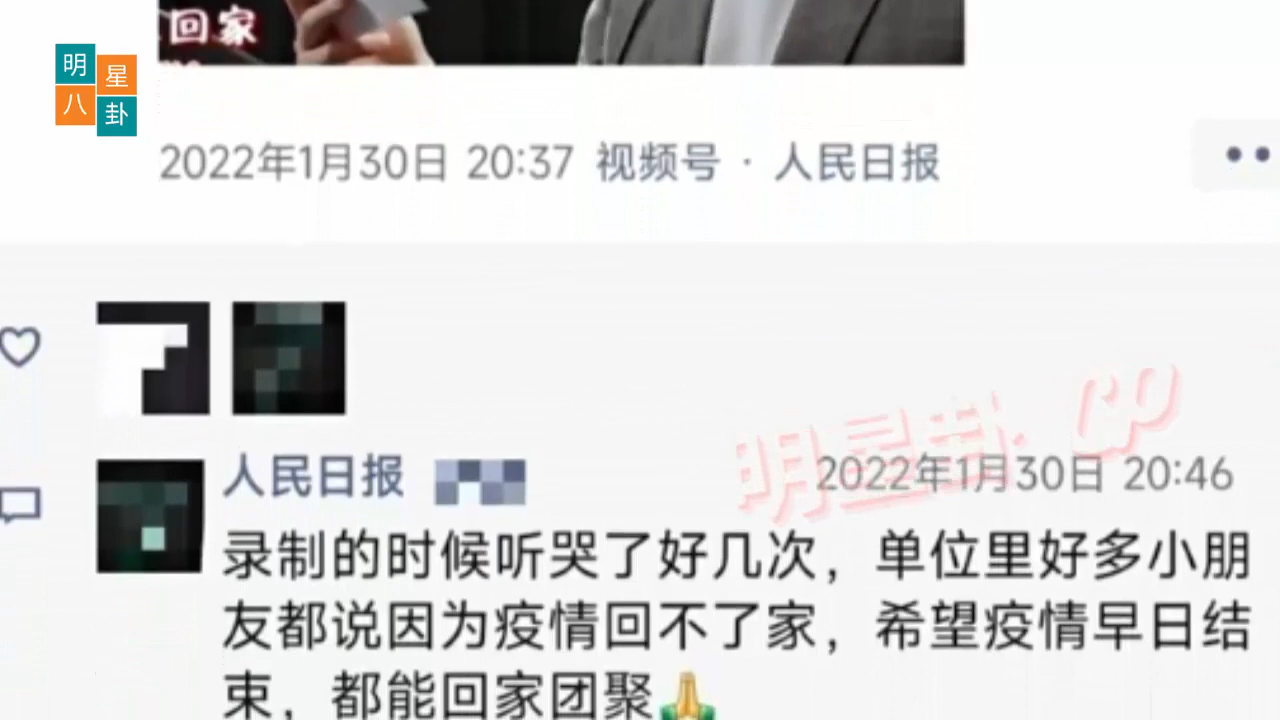 回家
明星
八卦
2022年1月30日 20:37 视频号 · 人民日报
明星卦.CP
人民日报
2022年1月30日 20:46
录制的时候听哭了好几次，单位里好多小朋
友都说因为疫情回不了家，希望疫情早日结
束，都能回家团聚🙏